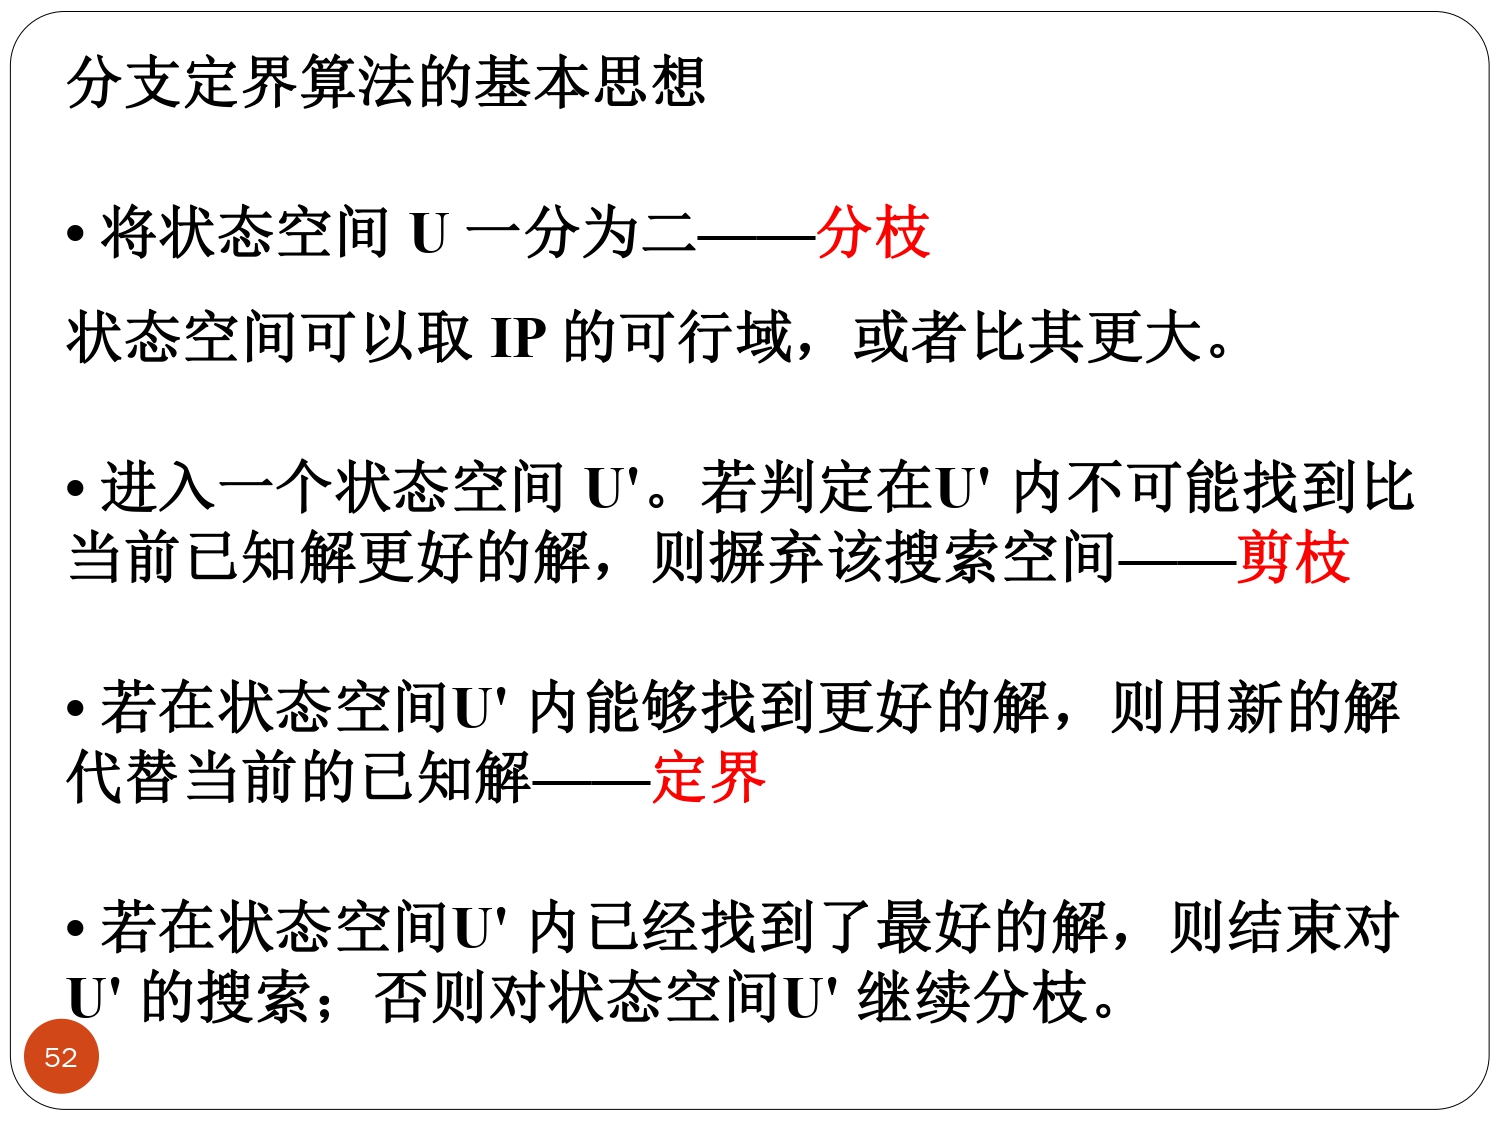 分支定界算法的基本思想
• 将状态空间 U 一分为二——分枝
状态空间可以取 IP 的可行域，或者比其更大。
• 进入一个状态空间 U'。若判定在U' 内不可能找到比
当前已知解更好的解，则摒弃该搜索空间——剪枝
• 若在状态空间U' 内能够找到更好的解，则用新的解
代替当前的已知解——定界
• 若在状态空间U' 内已经找到了最好的解，则结束对
U' 的搜索；否则对状态空间U' 继续分枝。
52